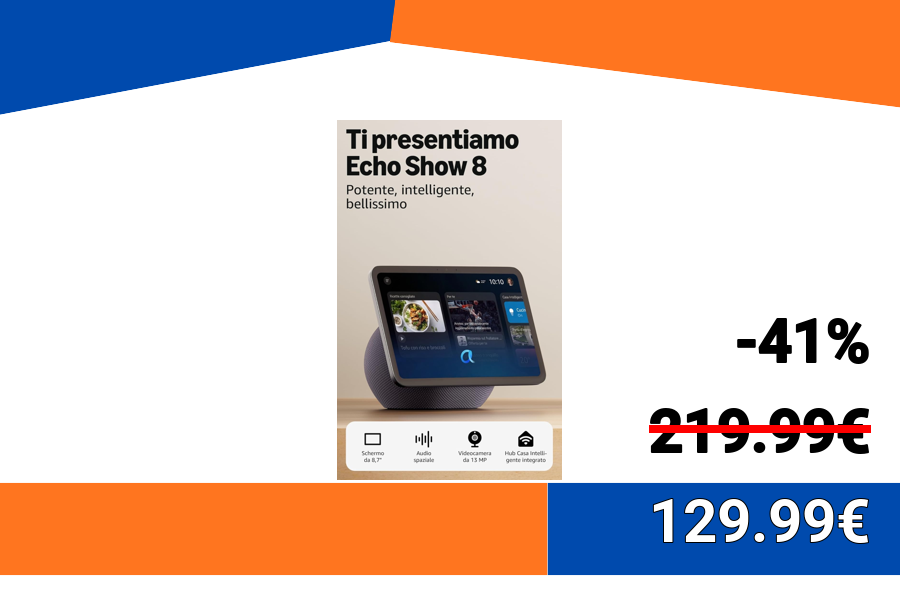 Ti presentiamo
Echo Show 8
Potente, intelligente,
bellissimo
10:10
Schermo
da 8,7"
Audio
spaziale
Videocamera
da 13 MP
Hub Casa Intelli-
gente integrato
-41%
219.99€
129.99€